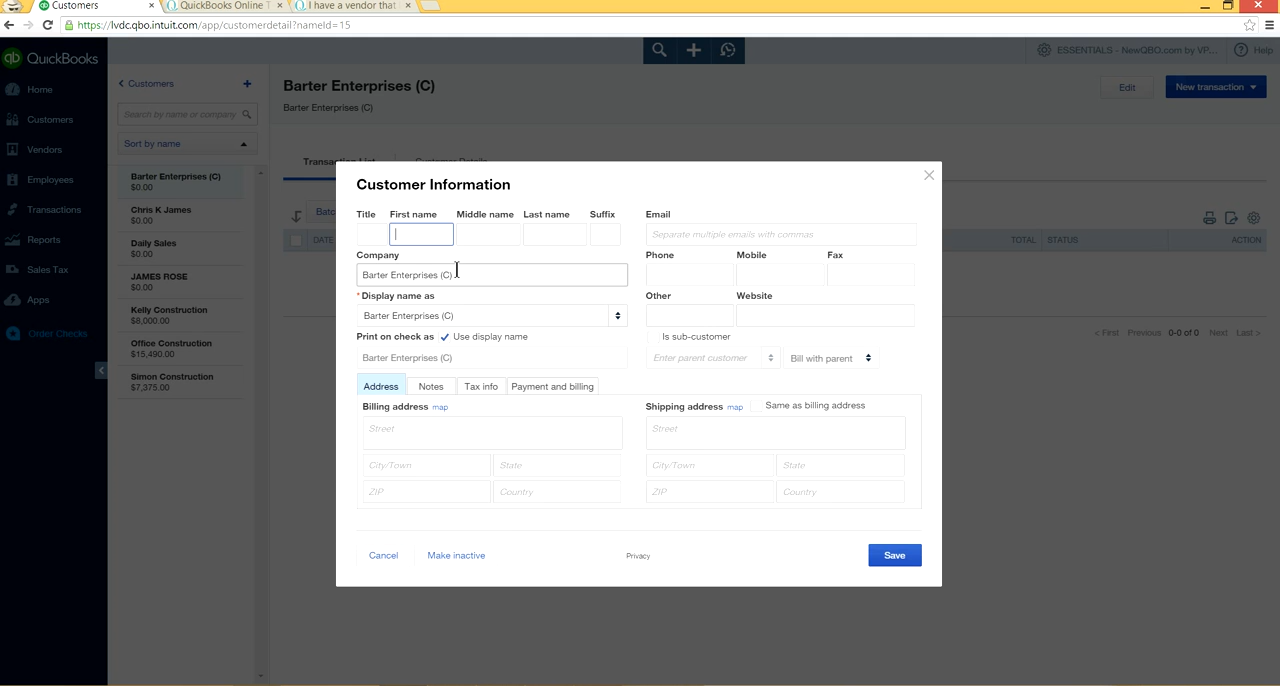 Customers ×
QuickBooks Online T ×
I have a vendor that ×
https://lvdc.qbo.intuit.com/app/customerdetail?nameId=15
qb QuickBooks
ESSENTIALS - NewQBO.com by VP...
Help
Home
Customers
Vendors
Employees
Transactions
Reports
Sales Tax
Apps
Order Checks
Customers +
Search by name or company
Sort by name
Barter Enterprises (C)
$0.00
Chris K James
$0.00
Daily Sales
$0.00
JAMES ROSE
$0.00
Kelly Construction
$8,000.00
Office Construction
$15,490.00
Simon Construction
$7,375.00
Barter Enterprises (C)
Barter Enterprises (C)
Edit
New transaction
Transaction List
Customer Details
Batc
DATE
TOTAL
STATUS
ACTION
< First Previous 0-0 of 0 Next Last >
Customer Information
Title First name Middle name Last name Suffix
Company
Barter Enterprises (C)
* Display name as
Barter Enterprises (C)
Print on check as Use display name
Barter Enterprises (C)
Email
Separate multiple emails with commas
Phone Mobile Fax
Other Website
Is sub-customer
Enter parent customer
Bill with parent
Address Notes Tax info Payment and billing
Billing address map
Street
City/Town State
ZIP Country
Shipping address map Same as billing address
Street
City/Town State
ZIP Country
Cancel
Make inactive
Privacy
Save